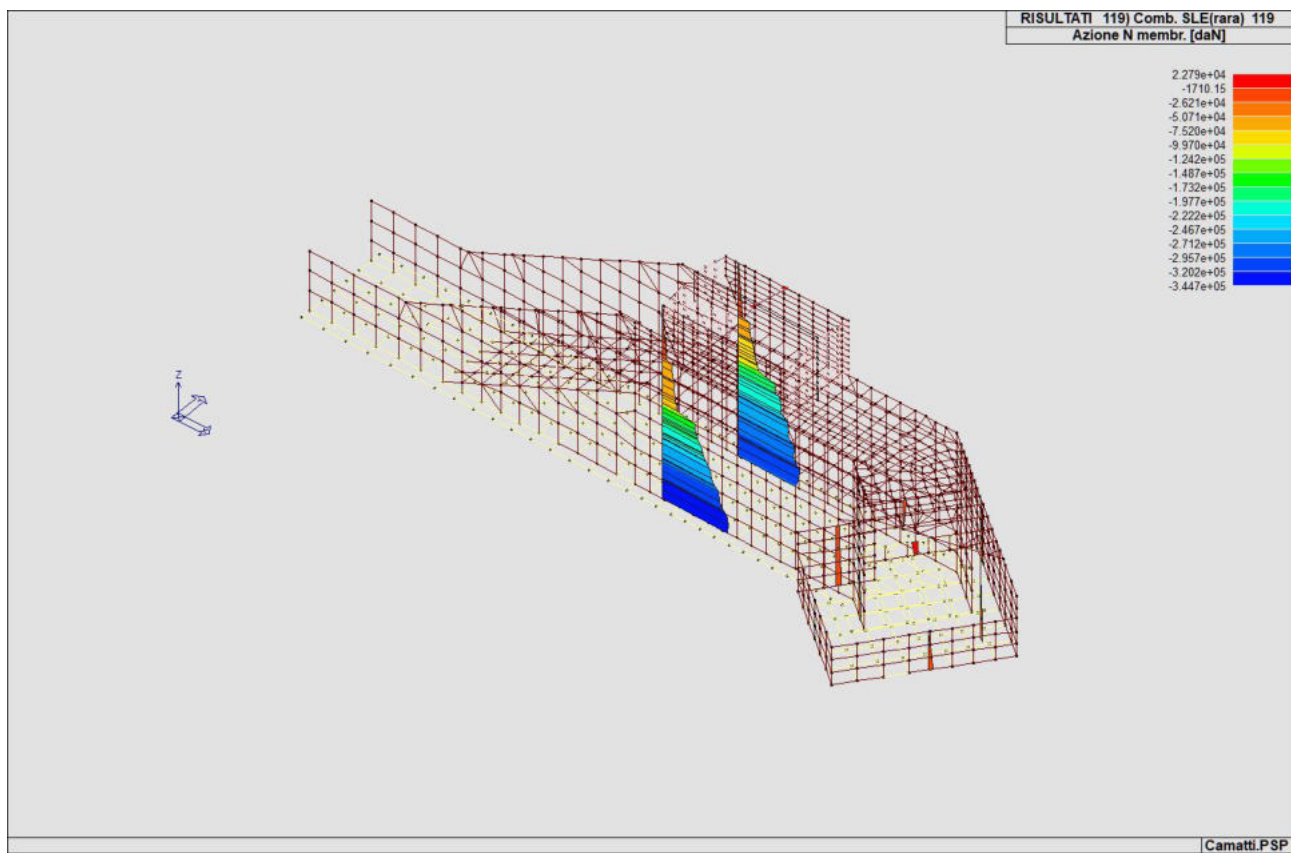 RISULTATI 119) Comb. SLE(rara) 119
Azione N membr. [daN]
2.279e+04
-1710.15
-2.621e+04
-5.071e+04
-7.520e+04
-9.970e+04
-1.242e+05
-1.487e+05
-1.732e+05
-1.977e+05
-2.222e+05
-2.467e+05
-2.712e+05
-2.957e+05
-3.202e+05
-3.447e+05
Z
Camatti.PSP